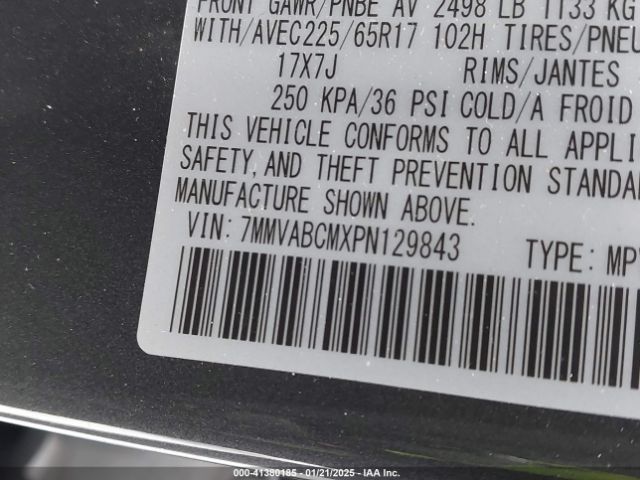 FRONT GAWR/PNBE AV 2498 LB 1133 KG
WITH/AVEC225/65R17 102H TIRES/PNEU
17X7J RIMS/JANTES
250 KPA/36 PSI COLD/A FROID
THIS VEHICLE CONFORMS TO ALL APPLI
SAFETY, AND THEFT PREVENTION STANDA
MANUFACTURE SHOWN ABOVE.
VIN: 7MMVABCMXPN129843 TYPE: MPV
000-41380185 - 01/21/2025 - IAA Inc.